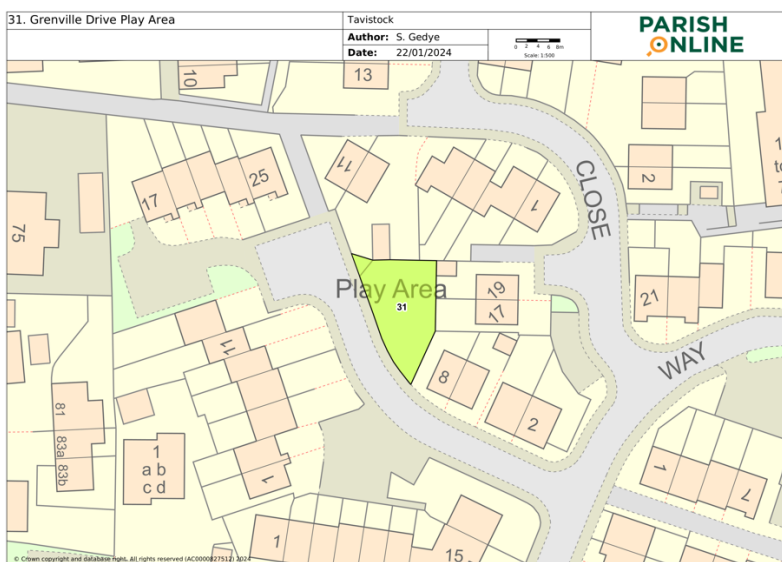 31. Grenville Drive Play Area
Tavistock
Author: S. Gedye
Date: 22/01/2024
0 2 4 6 8m
Scale: 1:500
PARISH
ONLINE
10
13
11
17
25
1
2
CLOSE
75
Play Area
31
19
17
21
11
8
2
WAY
81
83a
83b
1
a b
c d
1
1
7
1
15
© Crown copyright and database right. All rights reserved (AC0000827512) 2024